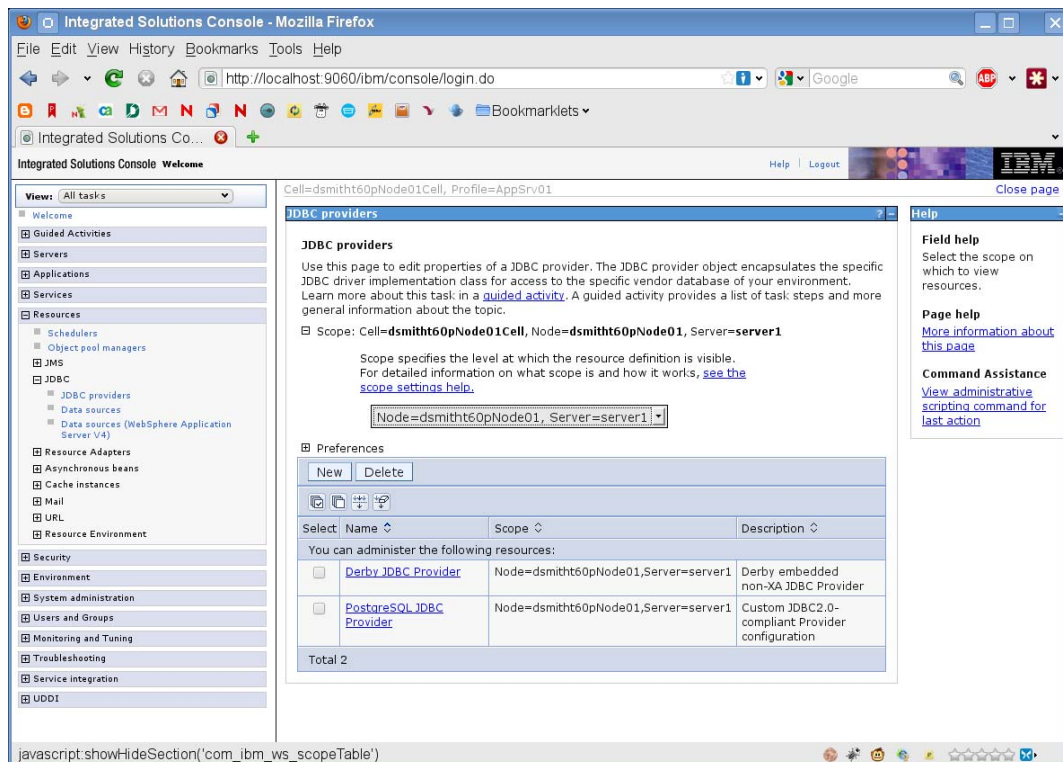 Integrated Solutions Console - Mozilla Firefox
File Edit View History Bookmarks Tools Help
http://localhost:9060/ibm/console/login.do
Google
ABP
Bookmarklets
Integrated Solutions Co...
Integrated Solutions Console Welcome
Help | Logout
IBM
View: All tasks
Welcome
Guided Activities
Servers
Applications
Services
Resources
Schedulers
Object pool managers
JMS
JDBC
JDBC providers
Data sources
Data sources (WebSphere Application
Server V4)
Resource Adapters
Asynchronous beans
Cache instances
Mail
URL
Resource Environment
Security
Environment
System administration
Users and Groups
Monitoring and Tuning
Troubleshooting
Service integration
UDDI
Cell=dsmitht60pNode01Cell, Profile=AppSrv01
Close page
JDBC providers
? -
JDBC providers
Use this page to edit properties of a JDBC provider. The JDBC provider object encapsulates the specific
JDBC driver implementation class for access to the specific vendor database of your environment.
Learn more about this task in a guided activity. A guided activity provides a list of task steps and more
general information about the topic.
Scope: Cell=dsmitht60pNode01Cell, Node=dsmitht60pNode01, Server=server1
Scope specifies the level at which the resource definition is visible.
For detailed information on what scope is and how it works, see the
scope settings help.
Node=dsmitht60pNode01, Server=server1
Preferences
New Delete
Select Name Scope Description
You can administer the following resources:
Derby JDBC Provider Node=dsmitht60pNode01,Server=server1 Derby embedded
non-XA JDBC Provider
PostgreSQL JDBC Node=dsmitht60pNode01,Server=server1 Custom JDBC2.0-
Provider compliant Provider
configuration
Total 2
Help
Field help
Select the scope on
which to view
resources.
Page help
More information about
this page
Command Assistance
View administrative
scripting command for
last action
javascript:showHideSection('com_ibm_ws_scopeTable')